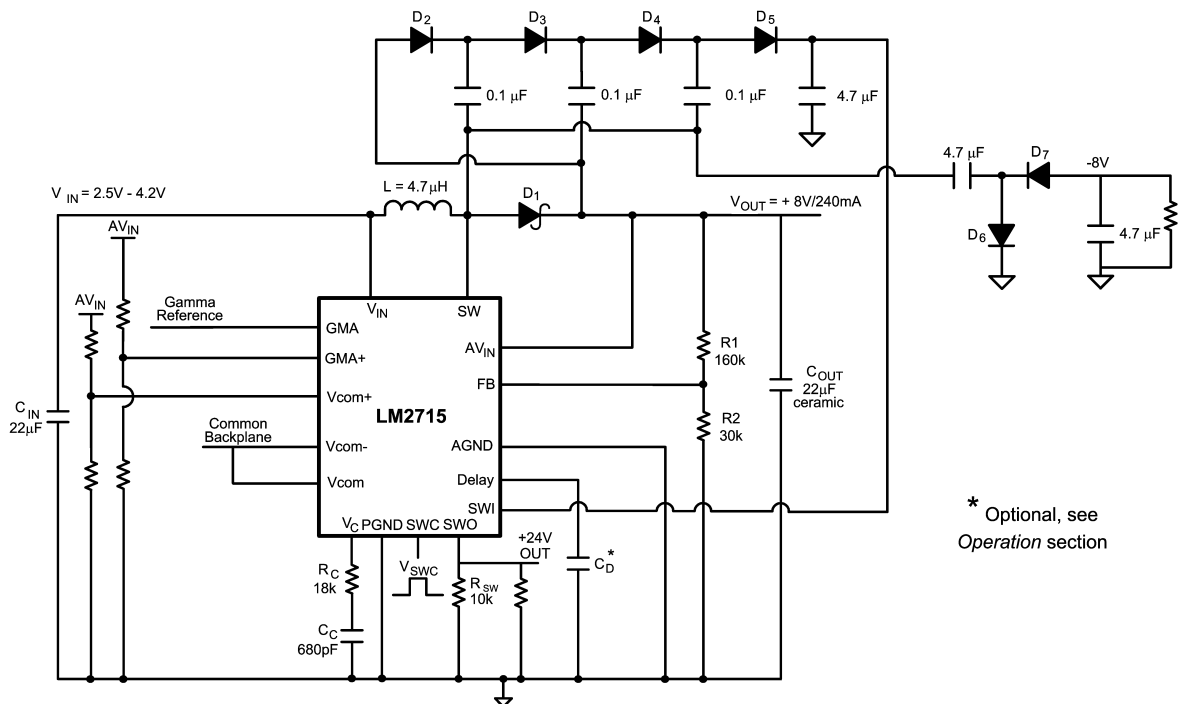 D2
D3
D4
D5
0.1 µF
0.1 µF
0.1 µF
4.7 µF
4.7 µF
D7
-8V
D6
4.7 µF
V IN = 2.5V - 4.2V
L = 4.7µH
D1
VOUT = + 8V/240mA
AVIN
AVIN
Gamma
Reference
VIN
SW
GMA
GMA+
Vcom+
Vcom-
Vcom
LM2715
AVIN
FB
AGND
Delay
SWI
VC
PGND
SWC
SWO
Common
Backplane
CIN
22µF
R1
160k
R2
30k
COUT
22µF
ceramic
+24V
OUT
CD*
RC
18k
VSWC
RSW
10k
CC
680pF
* Optional, see
Operation section